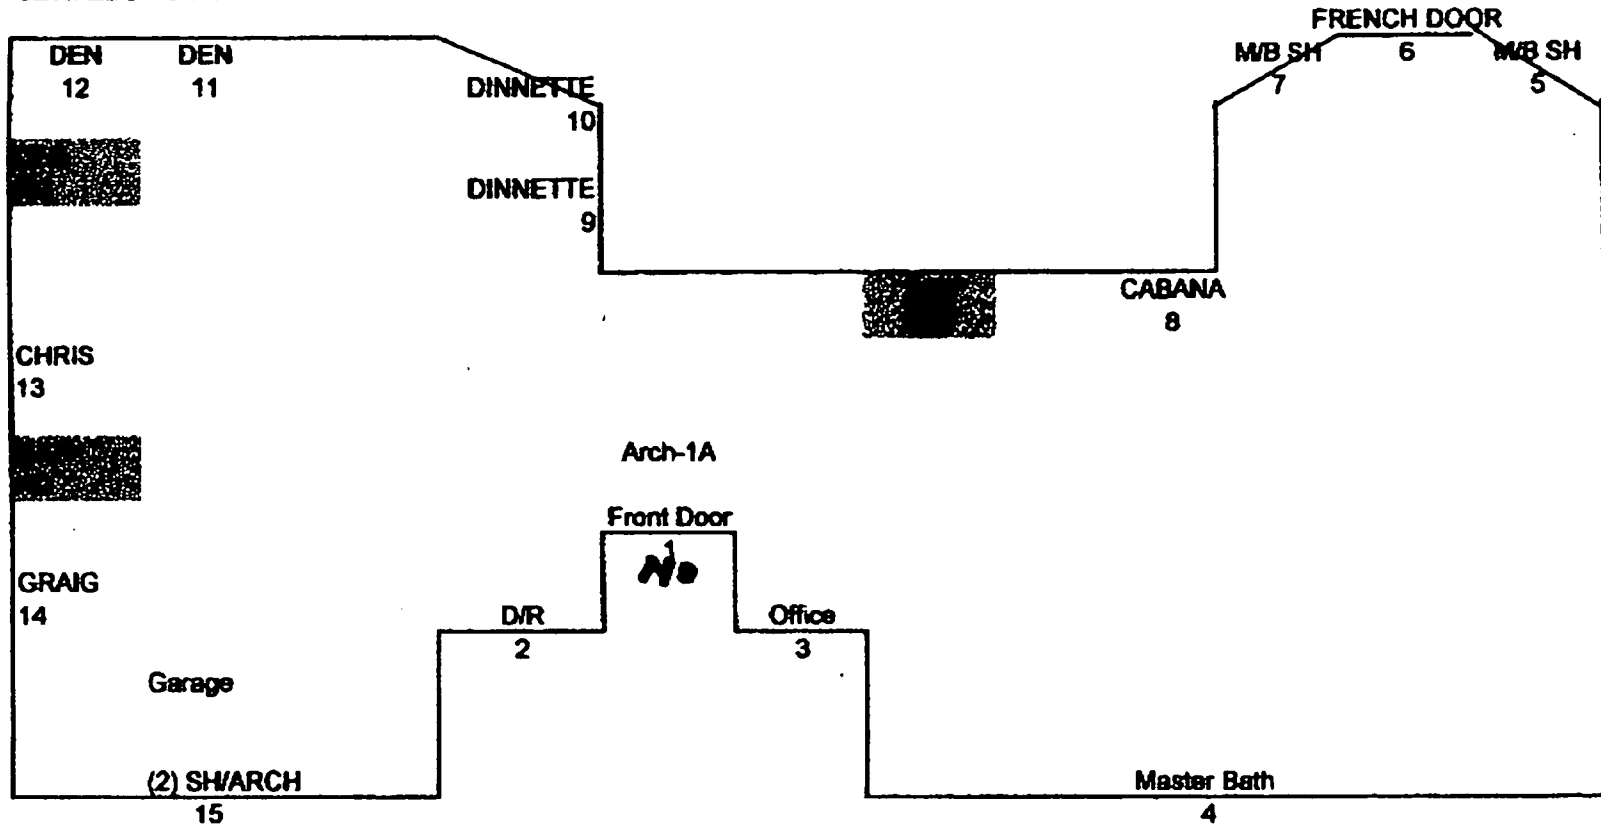 FRENCH DOOR
DEN DEN M/B SH 6 M/B SH
12 11 DINNETTE 7 5
10
DINNETTE
9
CABANA
8
CHRIS
13
Arch-1A
Front Door
1
No
GRAIG
14
D/R Office
2 3
Garage
(2) SH/ARCH Master Bath
15 4